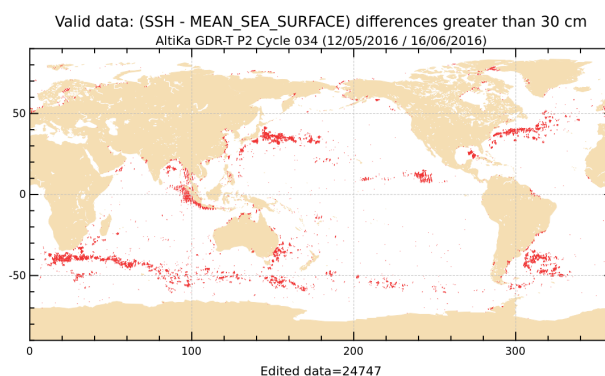 Valid data: (SSH - MEAN_SEA_SURFACE) differences greater than 30 cm
AltiKa GDR-T P2 Cycle 034 (12/05/2016 / 16/06/2016)
50
0
-50
0 100 200 300
Edited data=24747